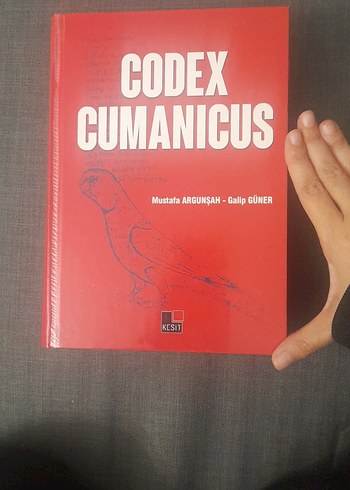 CODEX
CUMANICUS
Mustafa ARGUNŞAH - Galip GÜNER
KESİT